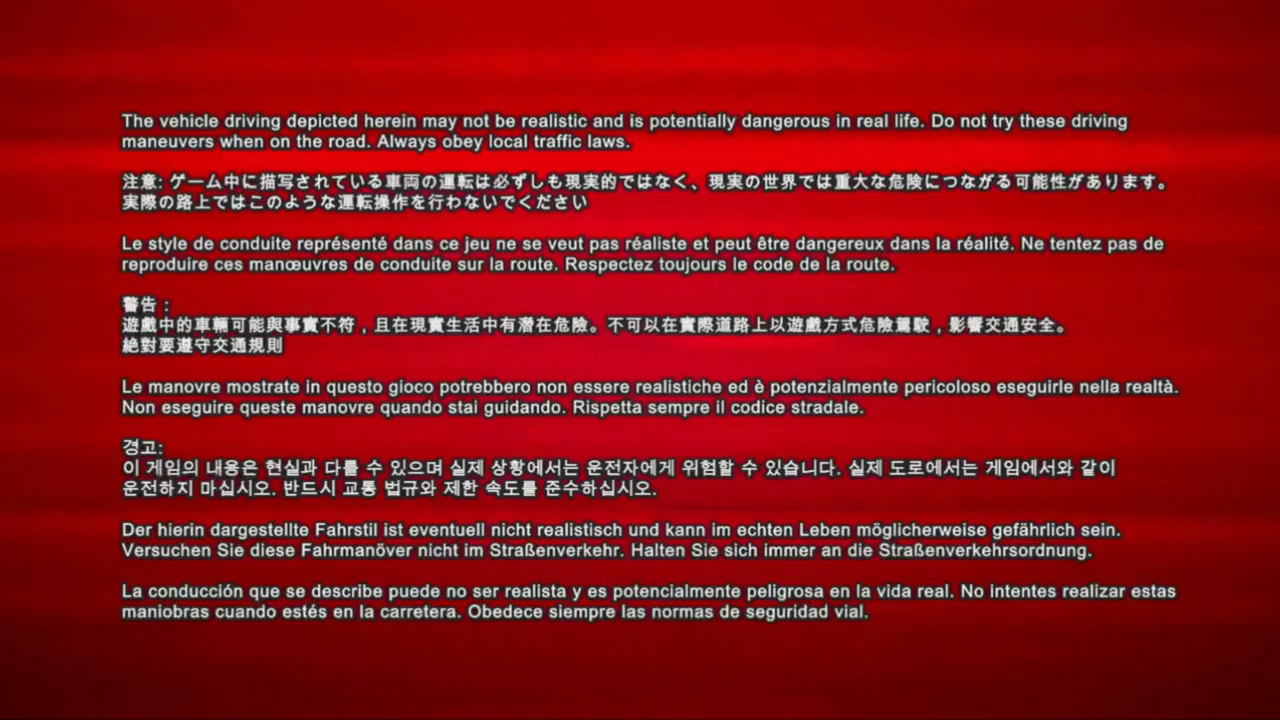 The vehicle driving depicted herein may not be realistic and is potentially dangerous in real life. Do not try these driving
maneuvers when on the road. Always obey local traffic laws.
注意: ゲーム中に描写されている車両の運転は必ずしも現実的ではなく、現実の世界では重大な危険につながる可能性があります。
実際の路上ではこのような運転操作を行わないでください
Le style de conduite représenté dans ce jeu ne se veut pas réaliste et peut être dangereux dans la réalité. Ne tentez pas de
reproduire ces manœuvres de conduite sur la route. Respectez toujours le code de la route.
警告：
遊戲中的車輛可能與事實不符，且在現實生活中有潛在危險。不可以在實際道路上以遊戲方式危險駕駛，影響交通安全。
絕對要遵守交通規則
Le manovre mostrate in questo gioco potrebbero non essere realistiche ed è potenzialmente pericoloso eseguirle nella realtà.
Non eseguire queste manovre quando stai guidando. Rispetta sempre il codice stradale.
경고:
이 게임의 내용은 현실과 다를 수 있으며 실제 상황에서는 운전자에게 위험할 수 있습니다. 실제 도로에서는 게임에서와 같이
운전하지 마십시오. 반드시 교통 법규와 제한 속도를 준수하십시오.
Der hierin dargestellte Fahrstil ist eventuell nicht realistisch und kann im echten Leben möglicherweise gefährlich sein.
Versuchen Sie diese Fahrmanöver nicht im Straßenverkehr. Halten Sie sich immer an die Straßenverkehrsordnung.
La conducción que se describe puede no ser realista y es potencialmente peligrosa en la vida real. No intentes realizar estas
maniobras cuando estés en la carretera. Obedece siempre las normas de seguridad vial.